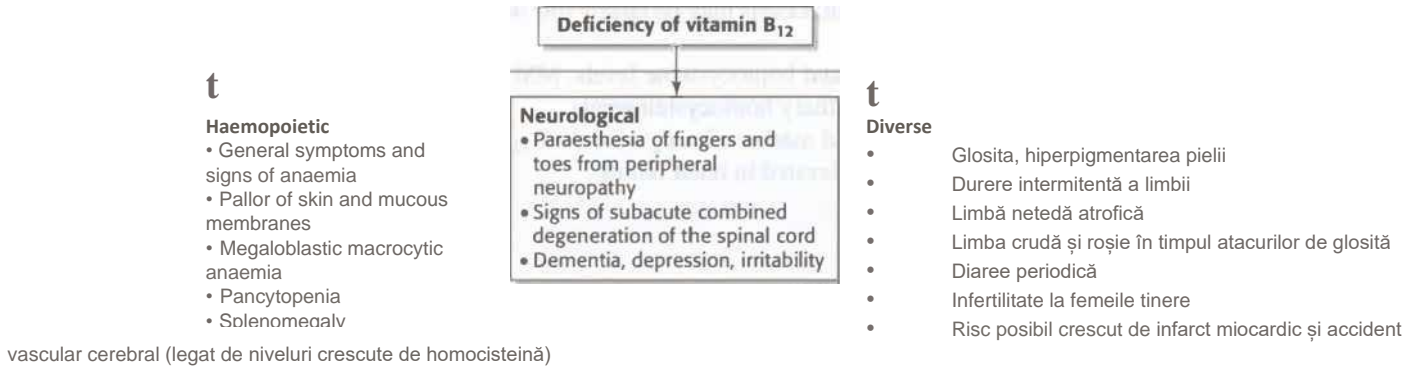 Deficiency of vitamin B12
t
Haemopoietic
• General symptoms and
signs of anaemia
• Pallor of skin and mucous
membranes
• Megaloblastic macrocytic
anaemia
• Pancytopenia
• Splenomegaly
Neurological
• Paraesthesia of fingers and
toes from peripheral
neuropathy
• Signs of subacute combined
degeneration of the spinal cord
• Dementia, depression, irritability
t
Diverse
• Glosita, hiperpigmentarea pielii
• Durere intermitentă a limbii
• Limbă netedă atrofică
• Limba crudă și roșie în timpul atacurilor de glosită
• Diaree periodică
• Infertilitate la femeile tinere
• Risc posibil crescut de infarct miocardic și accident
vascular cerebral (legat de niveluri crescute de homocisteină)